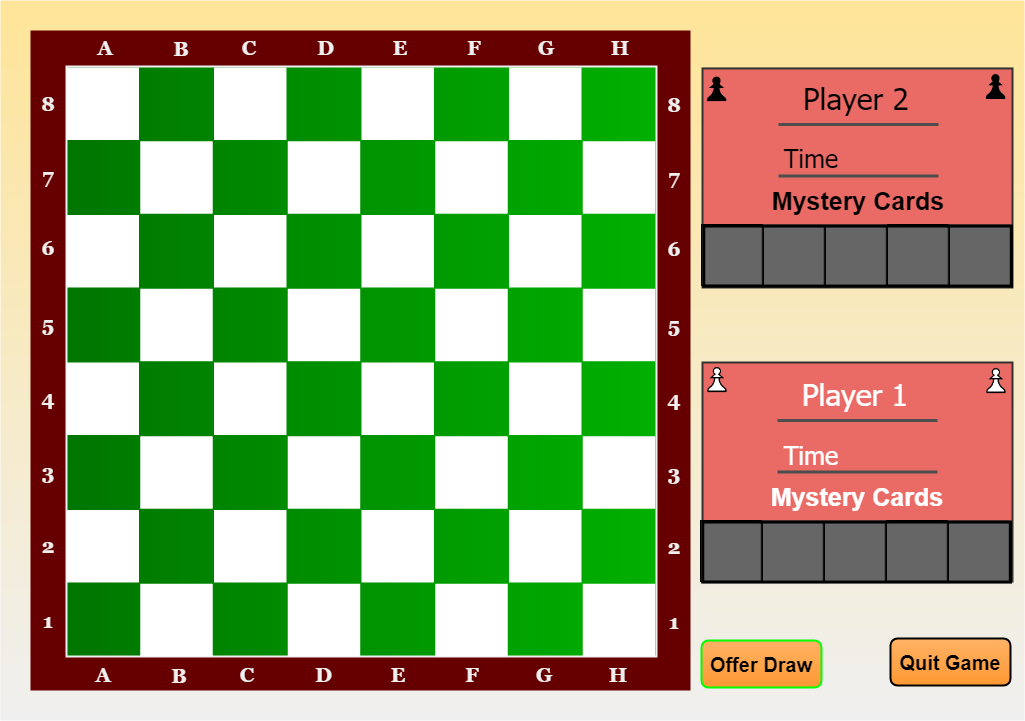 A B C D E F G H
8 8
7 7
6 6
5 5
4 4
3 3
2 2
1 1
A B C D E F G H
Player 2
Time
Mystery Cards
Player 1
Time
Mystery Cards
Offer Draw
Quit Game